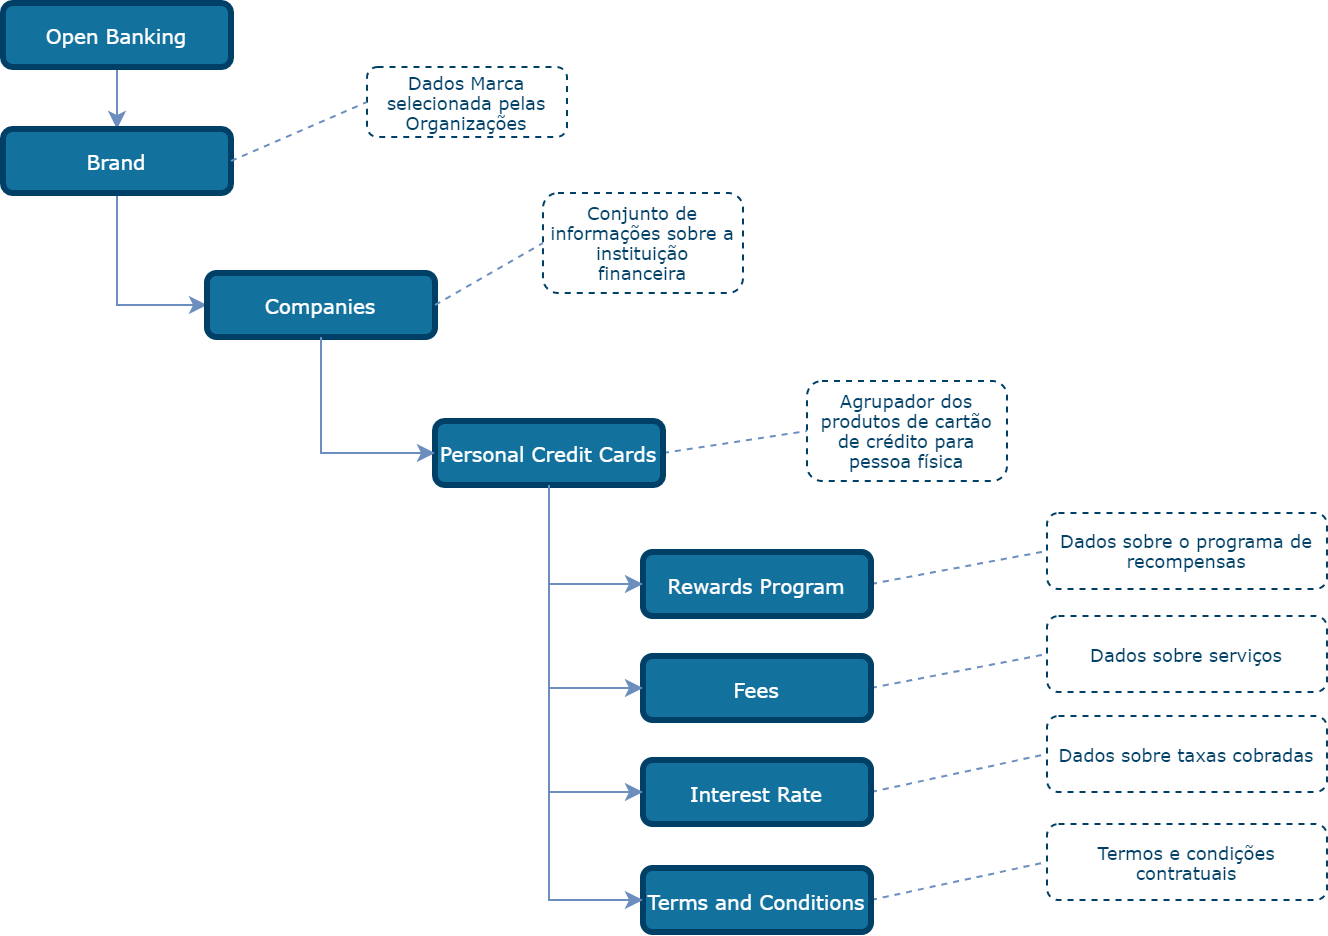 Open Banking
Dados Marca
selecionada pelas
Organizações
Brand
Conjunto de
informações sobre a
instituição
financeira
Companies
Agrupador dos
produtos de cartão
de crédito para
pessoa física
Personal Credit Cards
Dados sobre o programa de
recompensas
Rewards Program
Dados sobre serviços
Fees
Dados sobre taxas cobradas
Interest Rate
Termos e condições
contratuais
Terms and Conditions